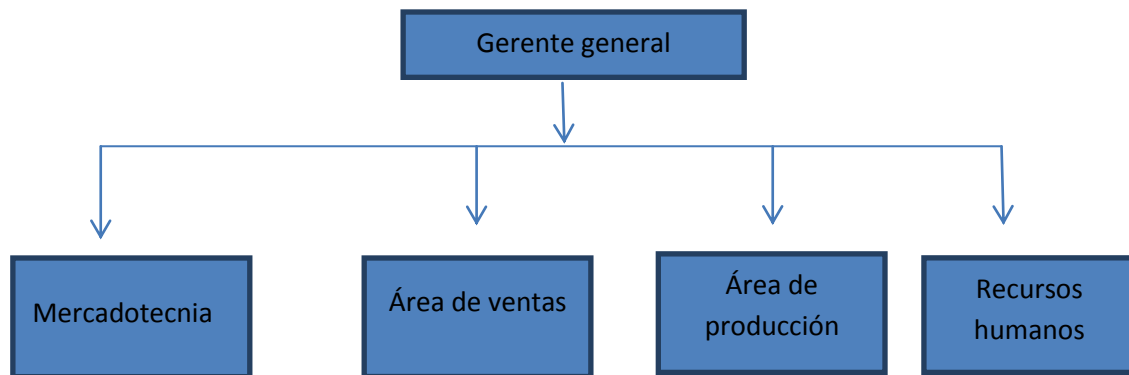 Gerente general
Mercadotecnia
Área de ventas
Área de
producción
Recursos
humanos